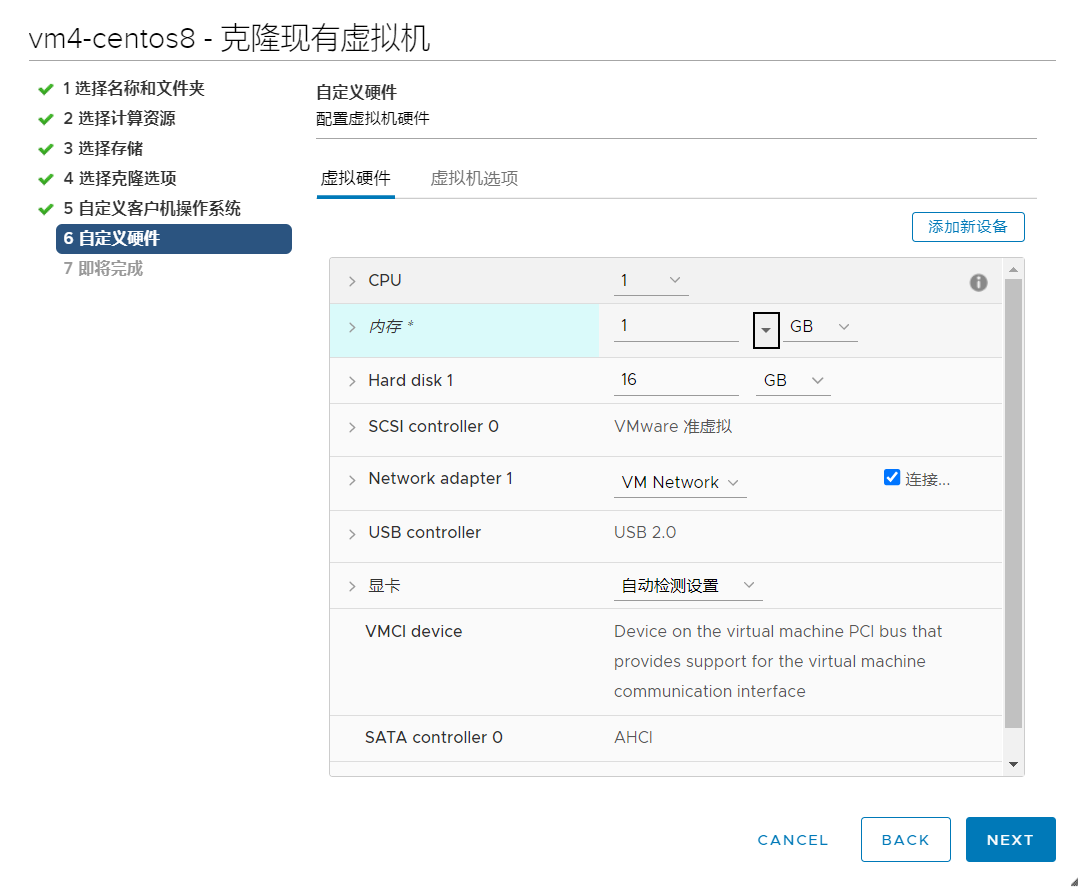 vm4-centos8 - 克隆现有虚拟机
1 选择名称和文件夹
2 选择计算资源
3 选择存储
4 选择克隆选项
5 自定义客户机操作系统
6 自定义硬件
7 即将完成
自定义硬件
配置虚拟机硬件
虚拟硬件 虚拟机选项
添加新设备
CPU 1
内存 * 1 GB
Hard disk 1 16 GB
SCSI controller 0 VMware 准虚拟
Network adapter 1 VM Network 连接...
USB controller USB 2.0
显卡 自动检测设置
VMCI device Device on the virtual machine PCI bus that
provides support for the virtual machine
communication interface
SATA controller 0 AHCI
CANCEL BACK NEXT